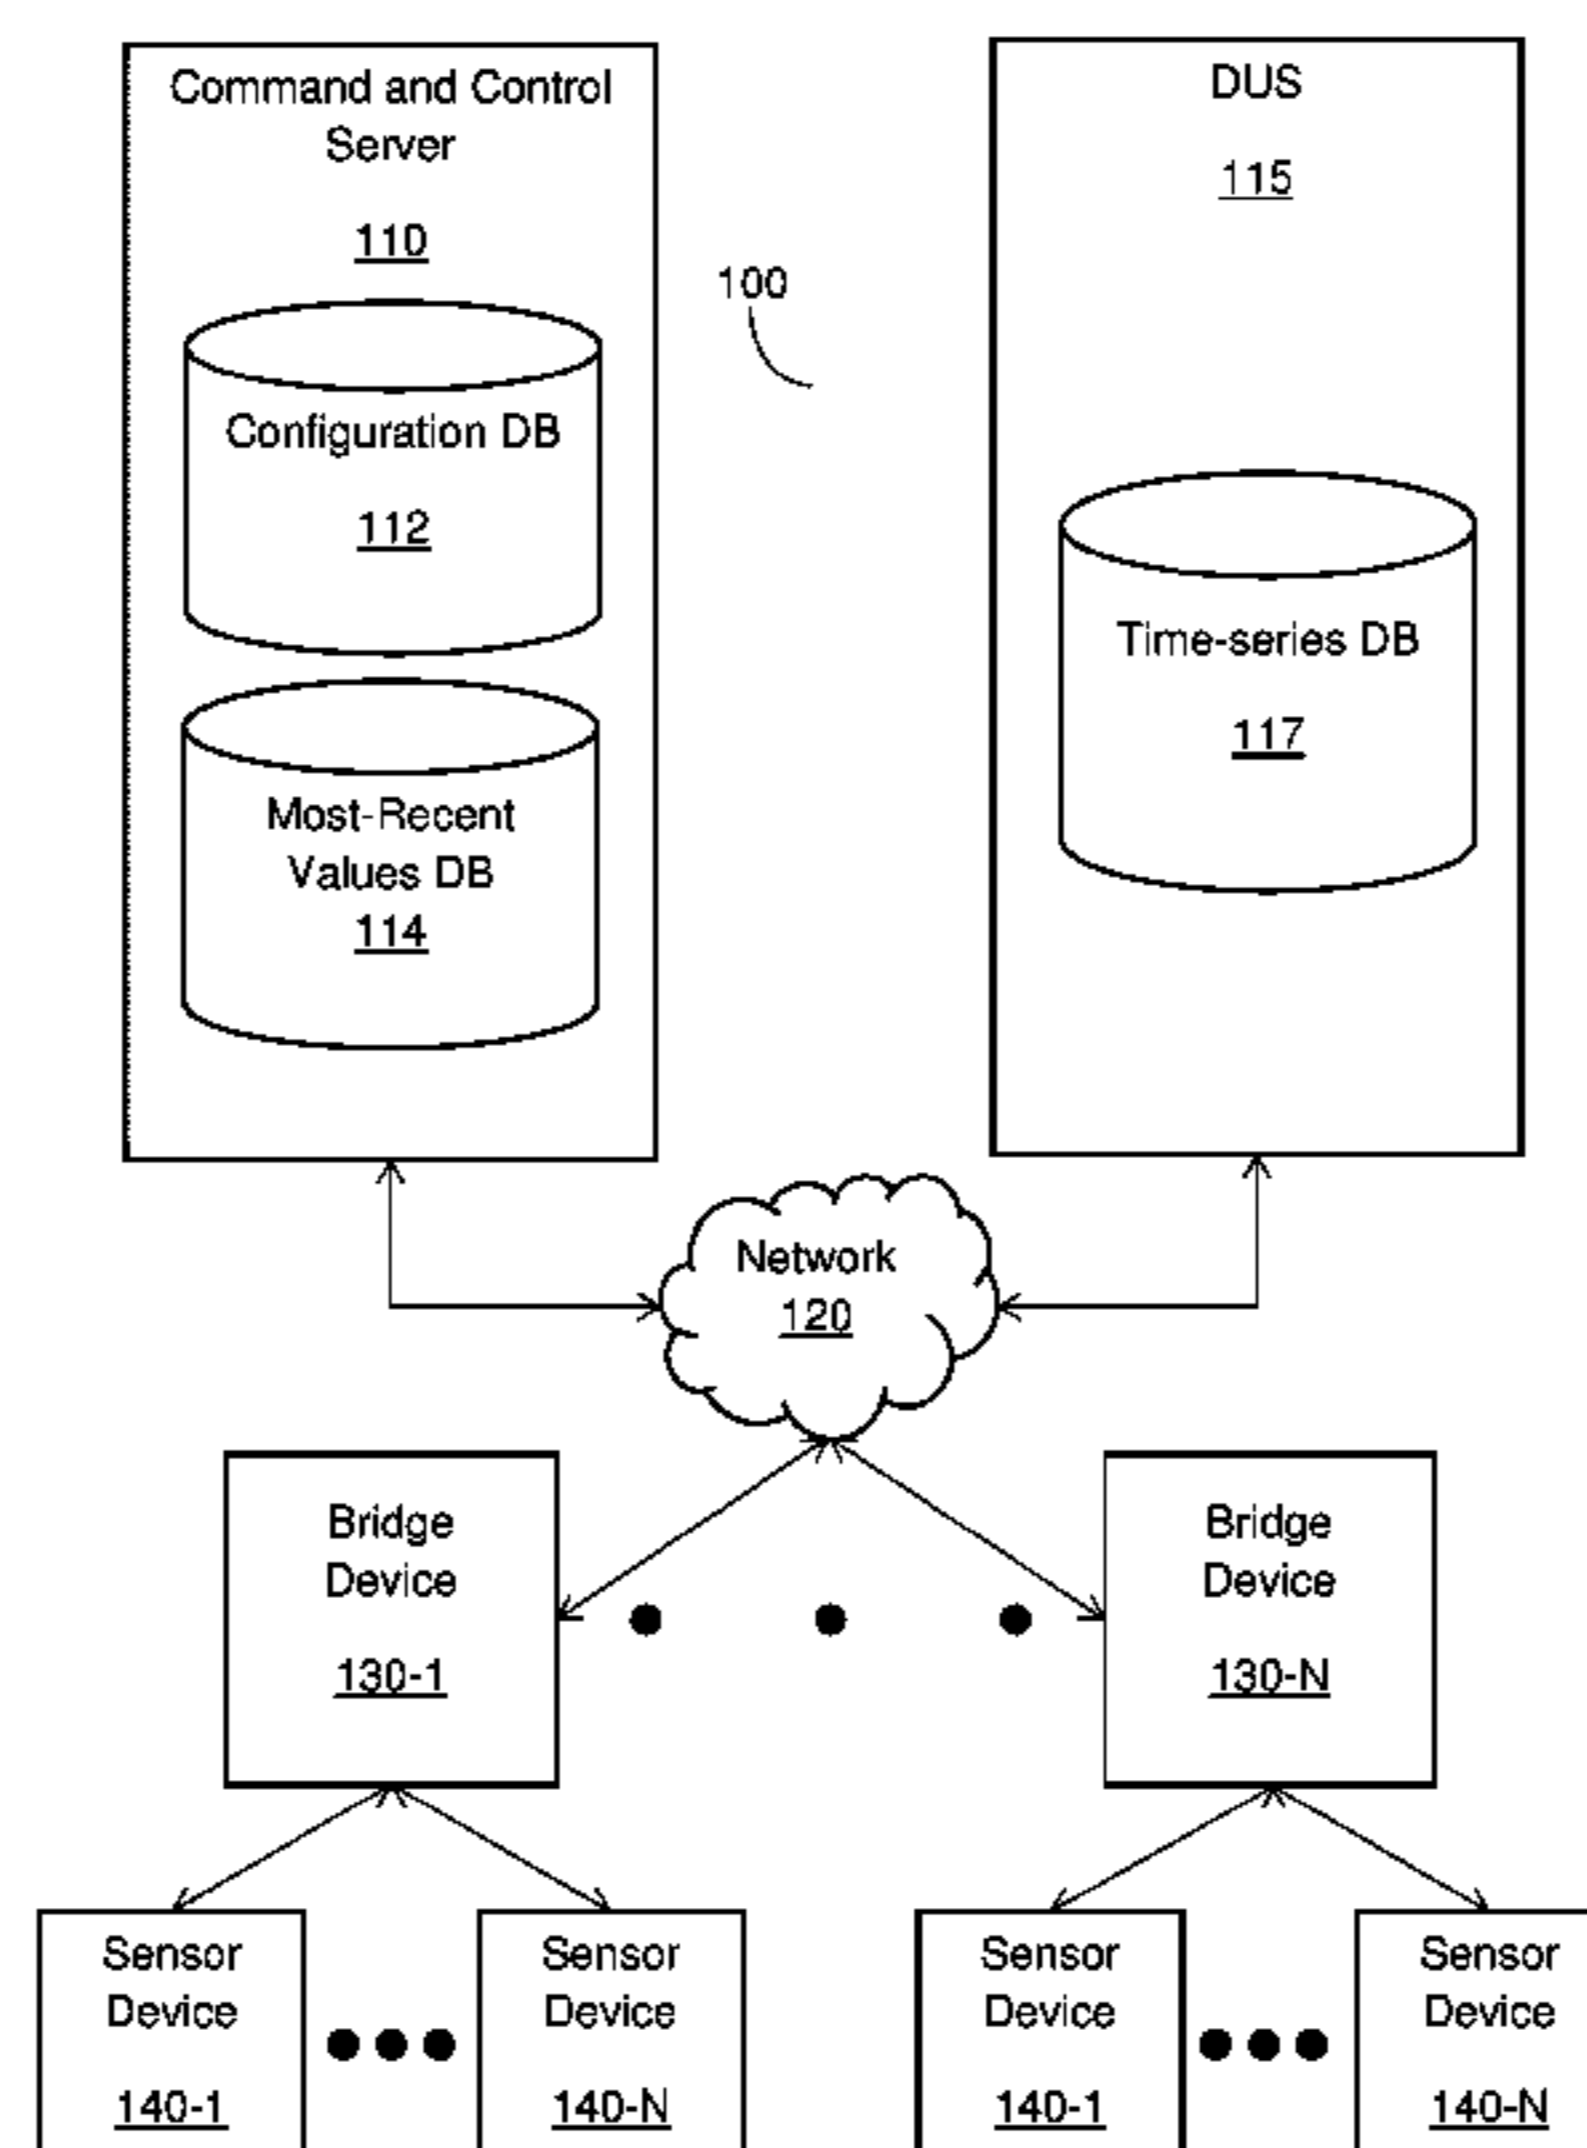 Command and Control
Server
110
Configuration DB
112
Most-Recent
Values DB
114
100
DUS
115
Time-series DB
117
Network
120
Bridge
Device
130-1
Bridge
Device
130-N
Sensor
Device
140-1
Sensor
Device
140-N
Sensor
Device
140-1
Sensor
Device
140-N